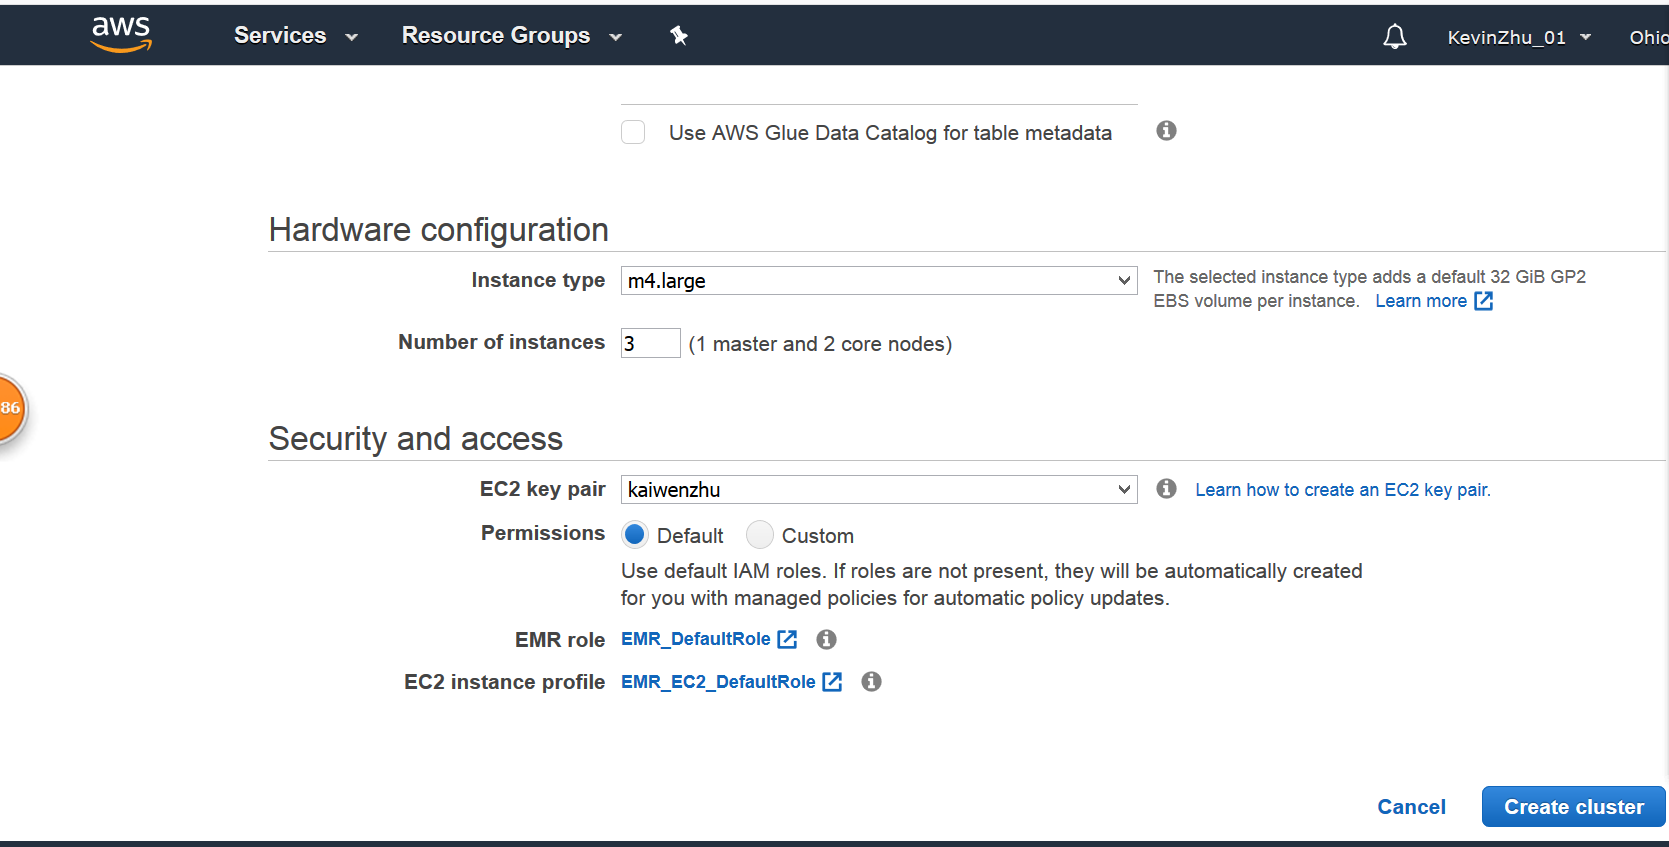 aws Services Resource Groups KevinZhu_01 Ohio
Use AWS Glue Data Catalog for table metadata
Hardware configuration
Instance type m4.large The selected instance type adds a default 32 GiB GP2
EBS volume per instance. Learn more
Number of instances 3 (1 master and 2 core nodes)
86
Security and access
EC2 key pair kaiwenzhu Learn how to create an EC2 key pair.
Permissions Default Custom
Use default IAM roles. If roles are not present, they will be automatically created
for you with managed policies for automatic policy updates.
EMR role EMR_DefaultRole
EC2 instance profile EMR_EC2_DefaultRole
Cancel Create cluster